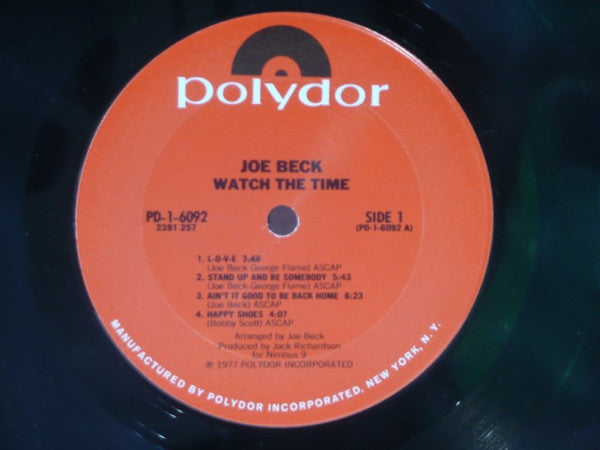 polydor
JOE BECK
WATCH THE TIME
PD-1-6092
2391 257
SIDE 1
(PD-1-6092 A)
1. L-O-V-E 3:46
(Joe Beck-George Flame) ASCAP
2. STAND UP AND BE SOMEBODY 5:43
(Joe Beck-George Flame) ASCAP
3. AIN'T IT GOOD TO BE BACK HOME 6:23
(Joe Beck) ASCAP
4. HAPPY SHOES 4:07
(Bobby Scott) ASCAP
Arranged by Joe Beck
Produced by Jack Richardson
for Nimbus 9
℗ 1977 POLYDOR INCORPORATED
MANUFACTURED BY POLYDOR INCORPORATED, NEW YORK, N.Y.